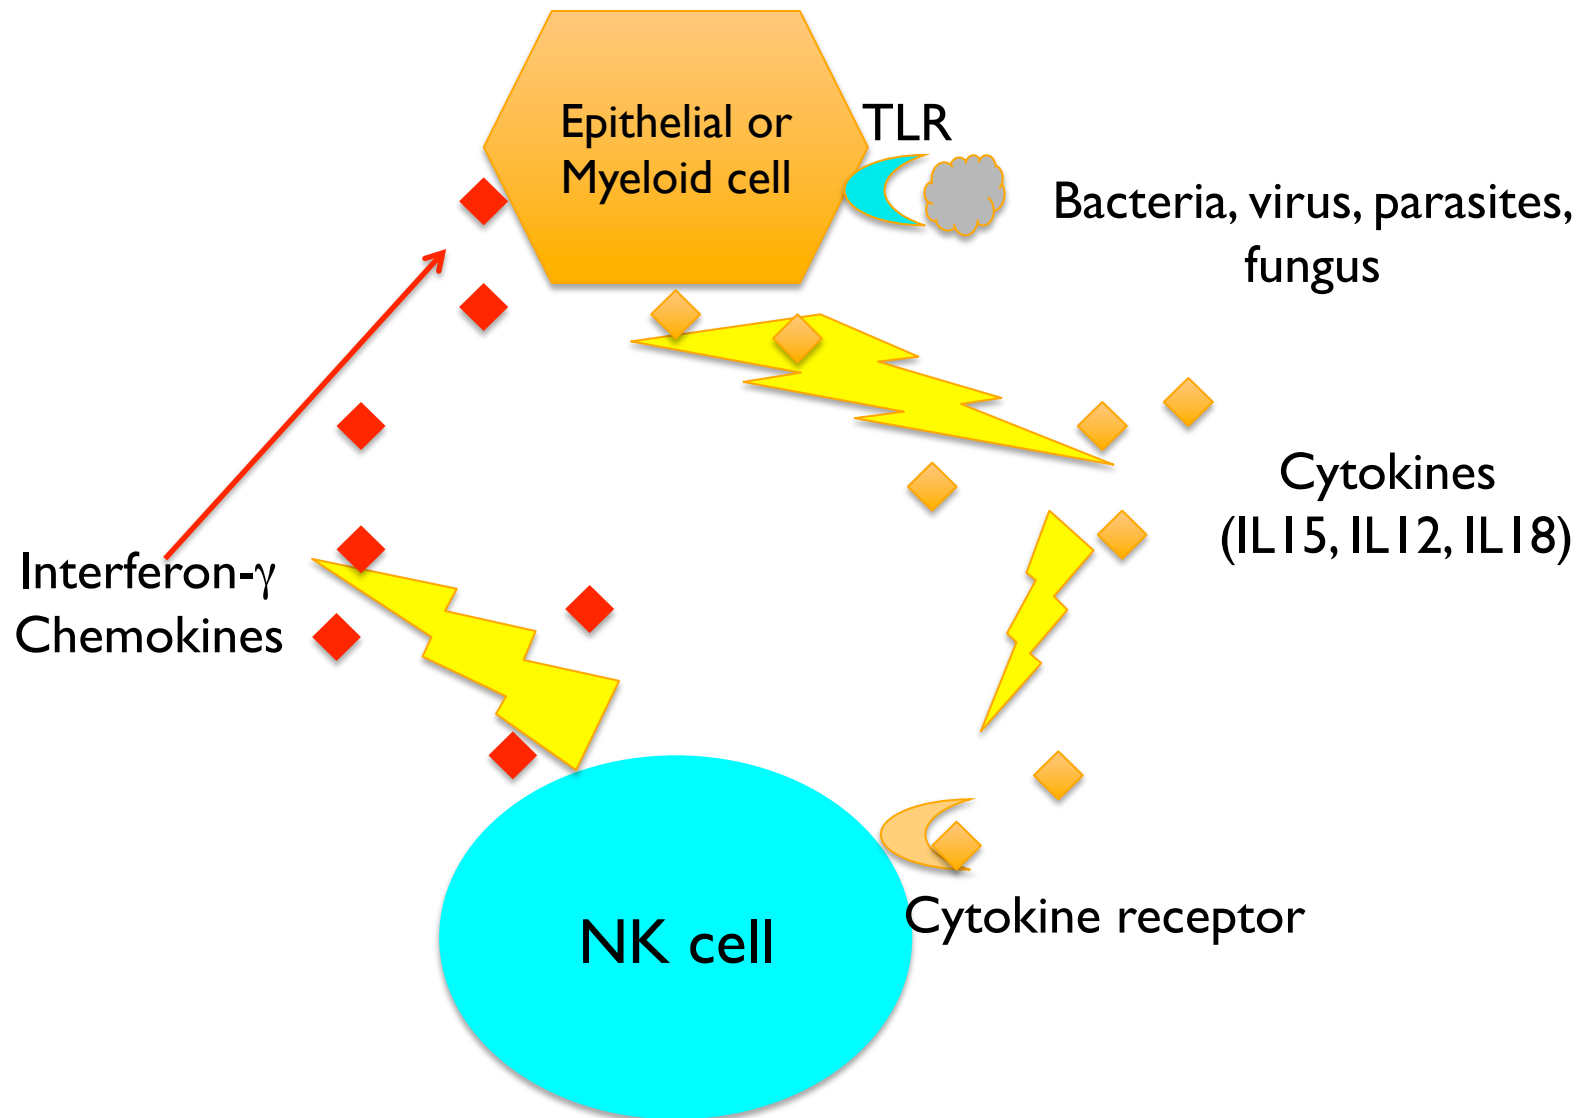 Epithelial or
Myeloid cell
TLR
Bacteria, virus, parasites,
fungus
Cytokines
(IL15, IL12, IL18)
Interferon-γ
Chemokines
Cytokine receptor
NK cell